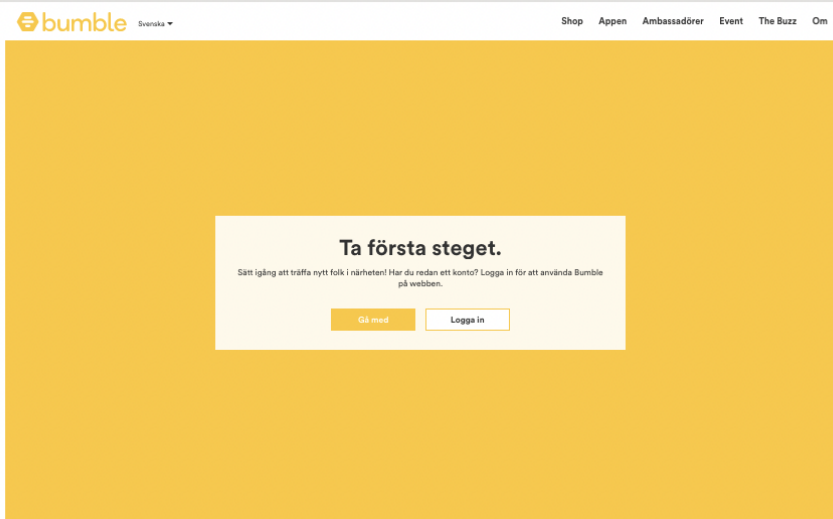 bumble
Svenska
Shop Appen Ambassadörer Event The Buzz Om
Ta första steget.
Sätt igång att träffa nytt folk i närheten! Har du redan ett konto? Logga in för att använda Bumble
på webben.
Gå med
Logga in